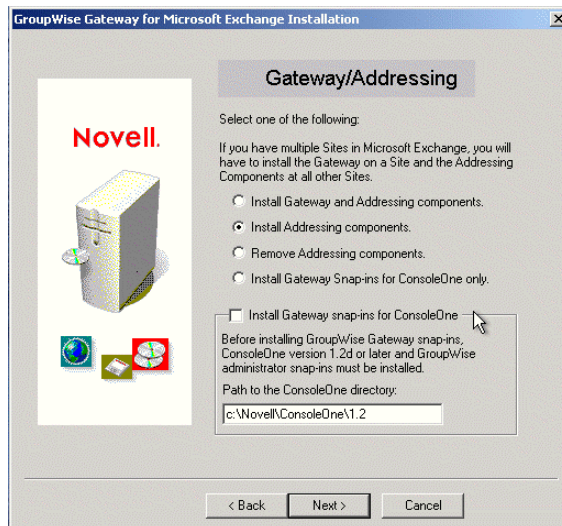 GroupWise Gateway for Microsoft Exchange Installation
Gateway/Addressing
Novell.
Select one of the following:
If you have multiple Sites in Microsoft Exchange, you will
have to install the Gateway on a Site and the Addressing
Components at all other Sites.
Install Gateway and Addressing components.
Install Addressing components.
Remove Addressing components.
Install Gateway Snap-ins for ConsoleOne only.
Install Gateway snap-ins for ConsoleOne
Before installing GroupWise Gateway snap-ins,
ConsoleOne version 1.2d or later and GroupWise
administrator snap-ins must be installed.
Path to the ConsoleOne directory:
c:\Novell\ConsoleOne\1.2
< Back
Next >
Cancel